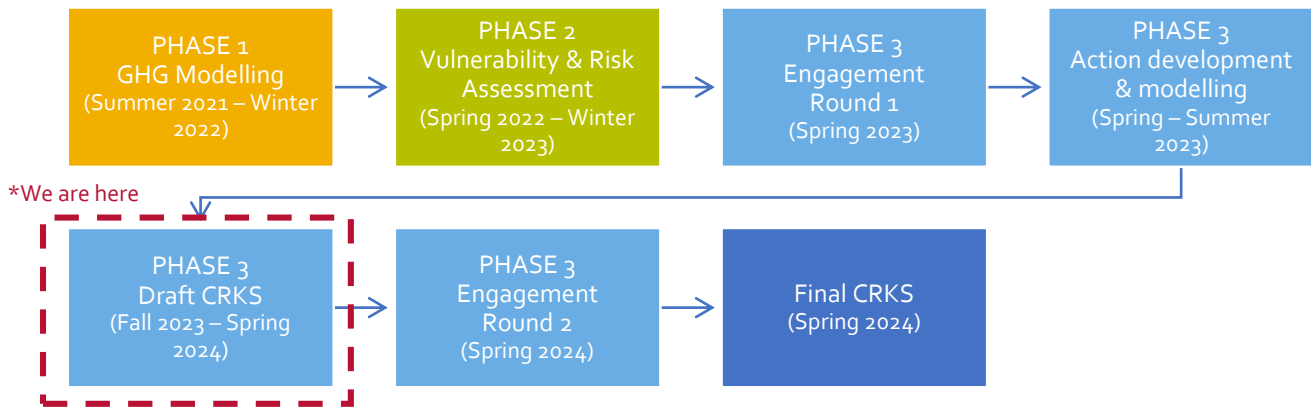 PHASE 1
GHG Modelling
(Summer 2021 – Winter
2022)
PHASE 2
Vulnerability & Risk
Assessment
(Spring 2022 – Winter
2023)
PHASE 3
Engagement
Round 1
(Spring 2023)
PHASE 3
Action development
& modelling
(Spring – Summer
2023)
*We are here
PHASE 3
Draft CRKS
(Fall 2023 – Spring
2024)
PHASE 3
Engagement
Round 2
(Spring 2024)
Final CRKS
(Spring 2024)